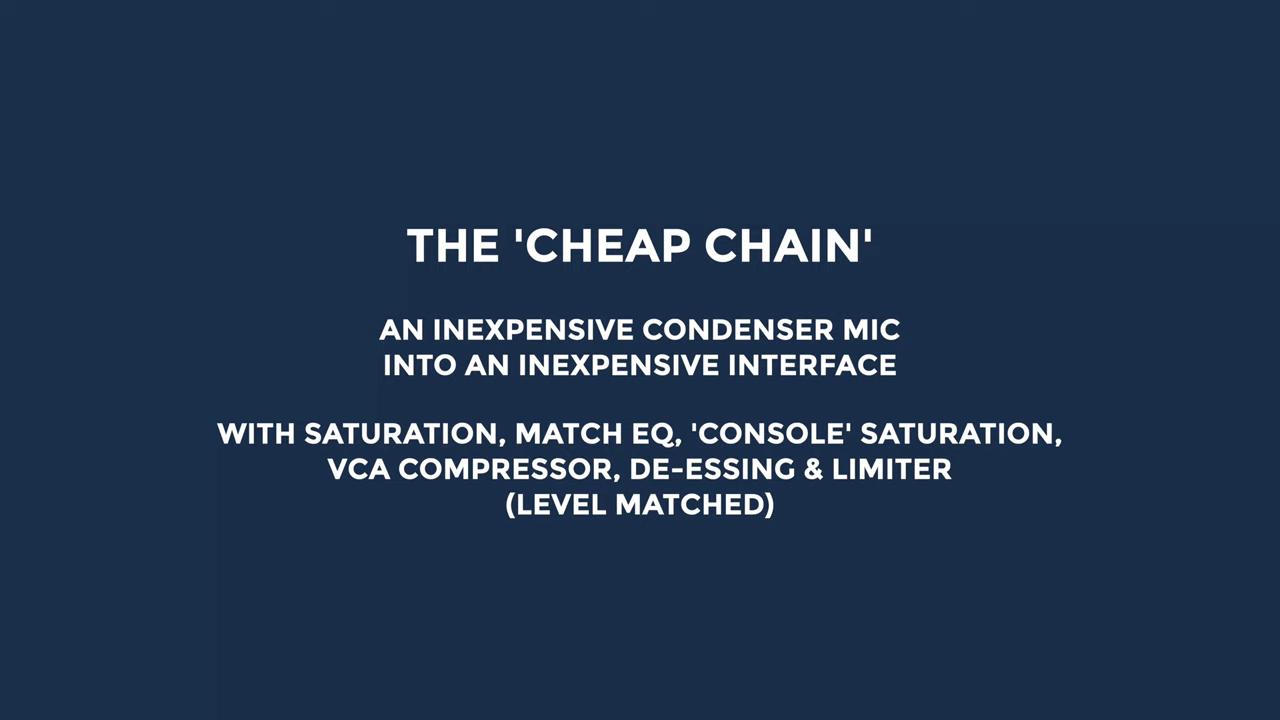 THE 'CHEAP CHAIN'
AN INEXPENSIVE CONDENSER MIC
INTO AN INEXPENSIVE INTERFACE
WITH SATURATION, MATCH EQ, 'CONSOLE' SATURATION,
VCA COMPRESSOR, DE-ESSING & LIMITER
(LEVEL MATCHED)